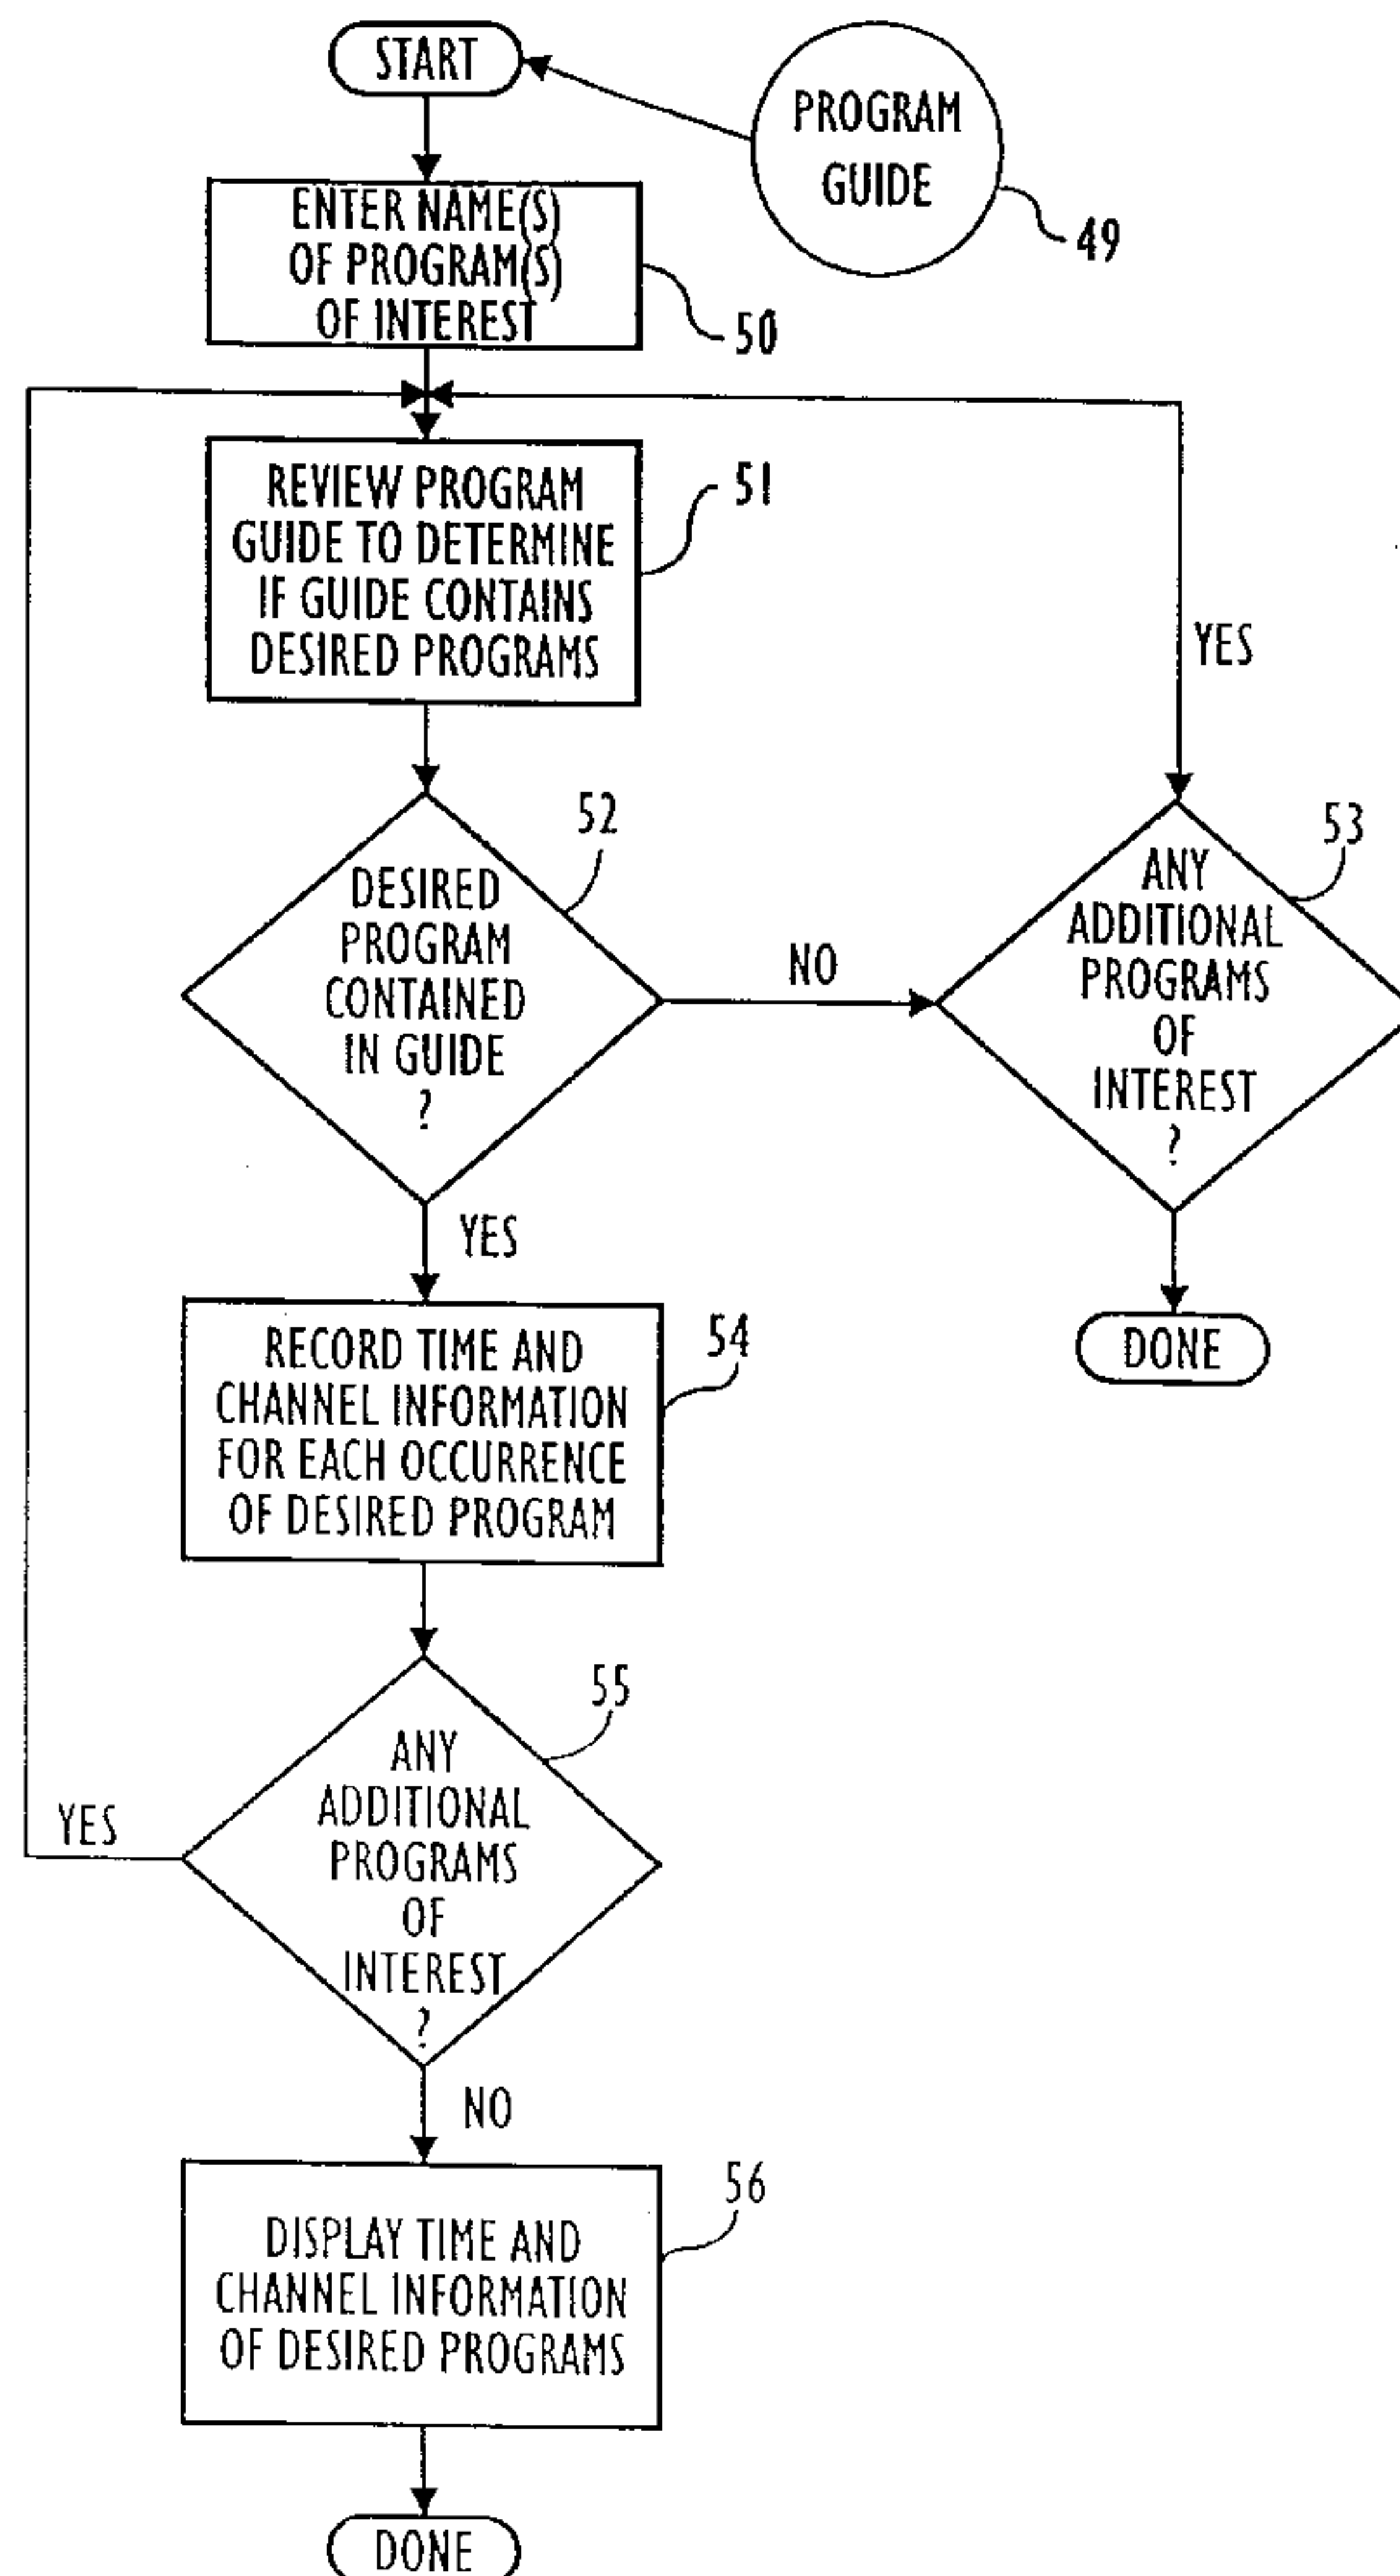 START
PROGRAM
GUIDE
49
ENTER NAME(S)
OF PROGRAM(S)
OF INTEREST
50
REVIEW PROGRAM
GUIDE TO DETERMINE
IF GUIDE CONTAINS
DESIRED PROGRAMS
51
YES
52
DESIRED
PROGRAM
CONTAINED
IN GUIDE
?
NO
53
ANY
ADDITIONAL
PROGRAMS
OF
INTEREST
?
DONE
YES
RECORD TIME AND
CHANNEL INFORMATION
FOR EACH OCCURRENCE
OF DESIRED PROGRAM
54
55
ANY
ADDITIONAL
PROGRAMS
OF
INTEREST
?
YES
NO
56
DISPLAY TIME AND
CHANNEL INFORMATION
OF DESIRED PROGRAMS
DONE